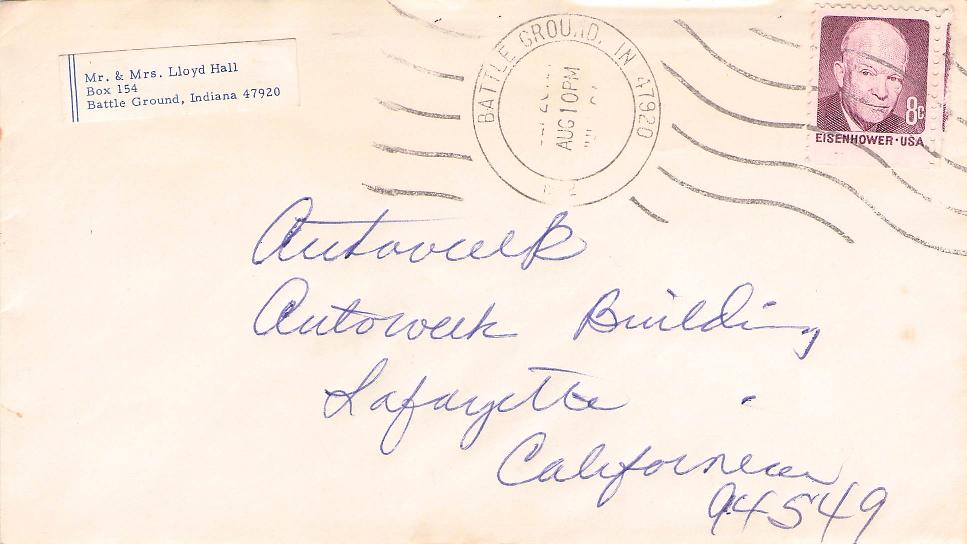 Mr. & Mrs. Lloyd Hall
Box 154
Battle Ground, Indiana 47920
BATTLE GROUND, IN 47920
AUG 10 PM
8c
EISENHOWER · USA
Autoweek
Autoweek Building
Lafayette
California
94549